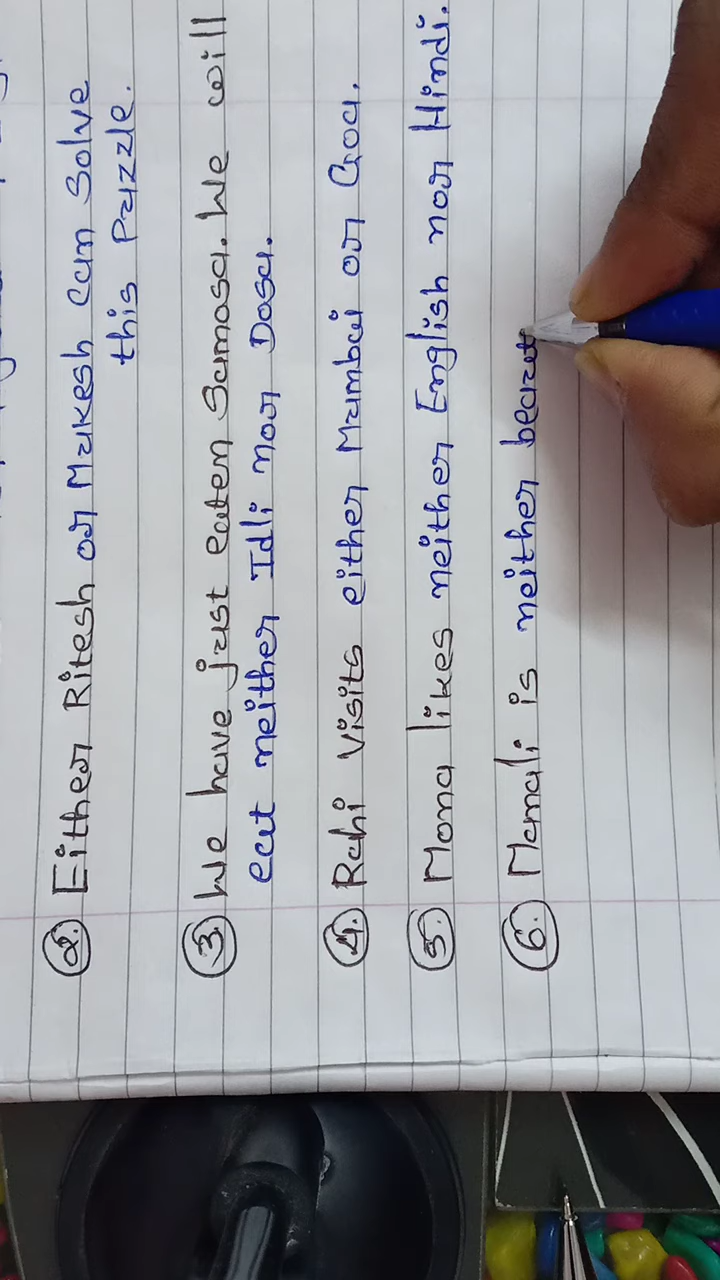 2. Either Ritesh or Mukesh can solve
this puzzle.
3. We have just eaten Samosa. We will
eat neither Idli nor Dosa.
4. Rahi visits either Mumbai or Goa.
5. Mona likes neither English nor Hindi.
6. Manali is neither